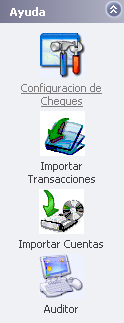 Ayuda
Configuracion de
Cheques
Importar
Transacciones
Importar Cuentas
Auditor